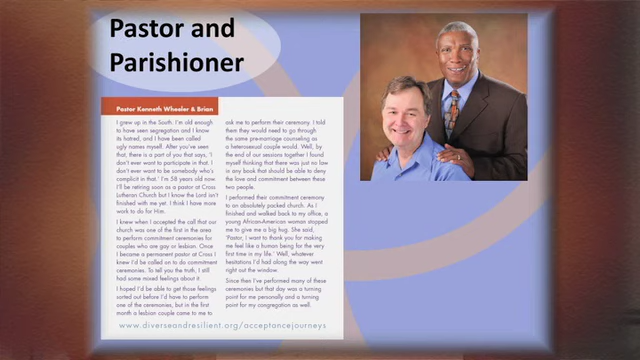 Pastor and
Parishioner
Pastor Kenneth Wheeler & Brian
I grew up in the South. I'm old enough
to have seen segregation and I know
its hatred, and I have been called
ugly names myself. After you've seen
that, there is a part of you that says, 'I
don't ever want to participate in that. I
don't ever want to be somebody who's
complicit in that.' I'm 58 years old now.
I'll be retiring soon as a pastor at Cross
Lutheran Church but I know the Lord isn't
finished with me yet. I think I have more
work to do for Him.
I knew when I accepted the call that our
church was one of the first in the area
to perform commitment ceremonies for
couples who are gay or lesbian. Once
I became a permanent pastor at Cross I
knew I'd be called on to do commitment
ceremonies. To tell you the truth, I still
had some mixed feelings about it.
I hoped I'd be able to get those feelings
sorted out before I'd have to perform
one of the ceremonies, but in the first
month a lesbian couple came to me to
ask me to perform their ceremony. I told
them they would need to go through
the same pre-marriage counseling as
a heterosexual couple would. Well, by
the end of our sessions together I found
myself thinking that there was just no law
in any book that should be able to deny
the love and commitment between these
two people.
I performed their commitment ceremony
to an absolutely packed church. As I
finished and walked back to my office, a
young African-American woman stopped
me to give me a big hug. She said,
'Pastor, I want to thank you for making
me feel like a human being for the very
first time in my life.' Well, whatever
hesitations I'd had along the way went
right out the window.
Since then I've performed many of these
ceremonies but that day was a turning
point for me personally and a turning
point for my congregation as well.
www.diverseandresilient.org/acceptancejourneys